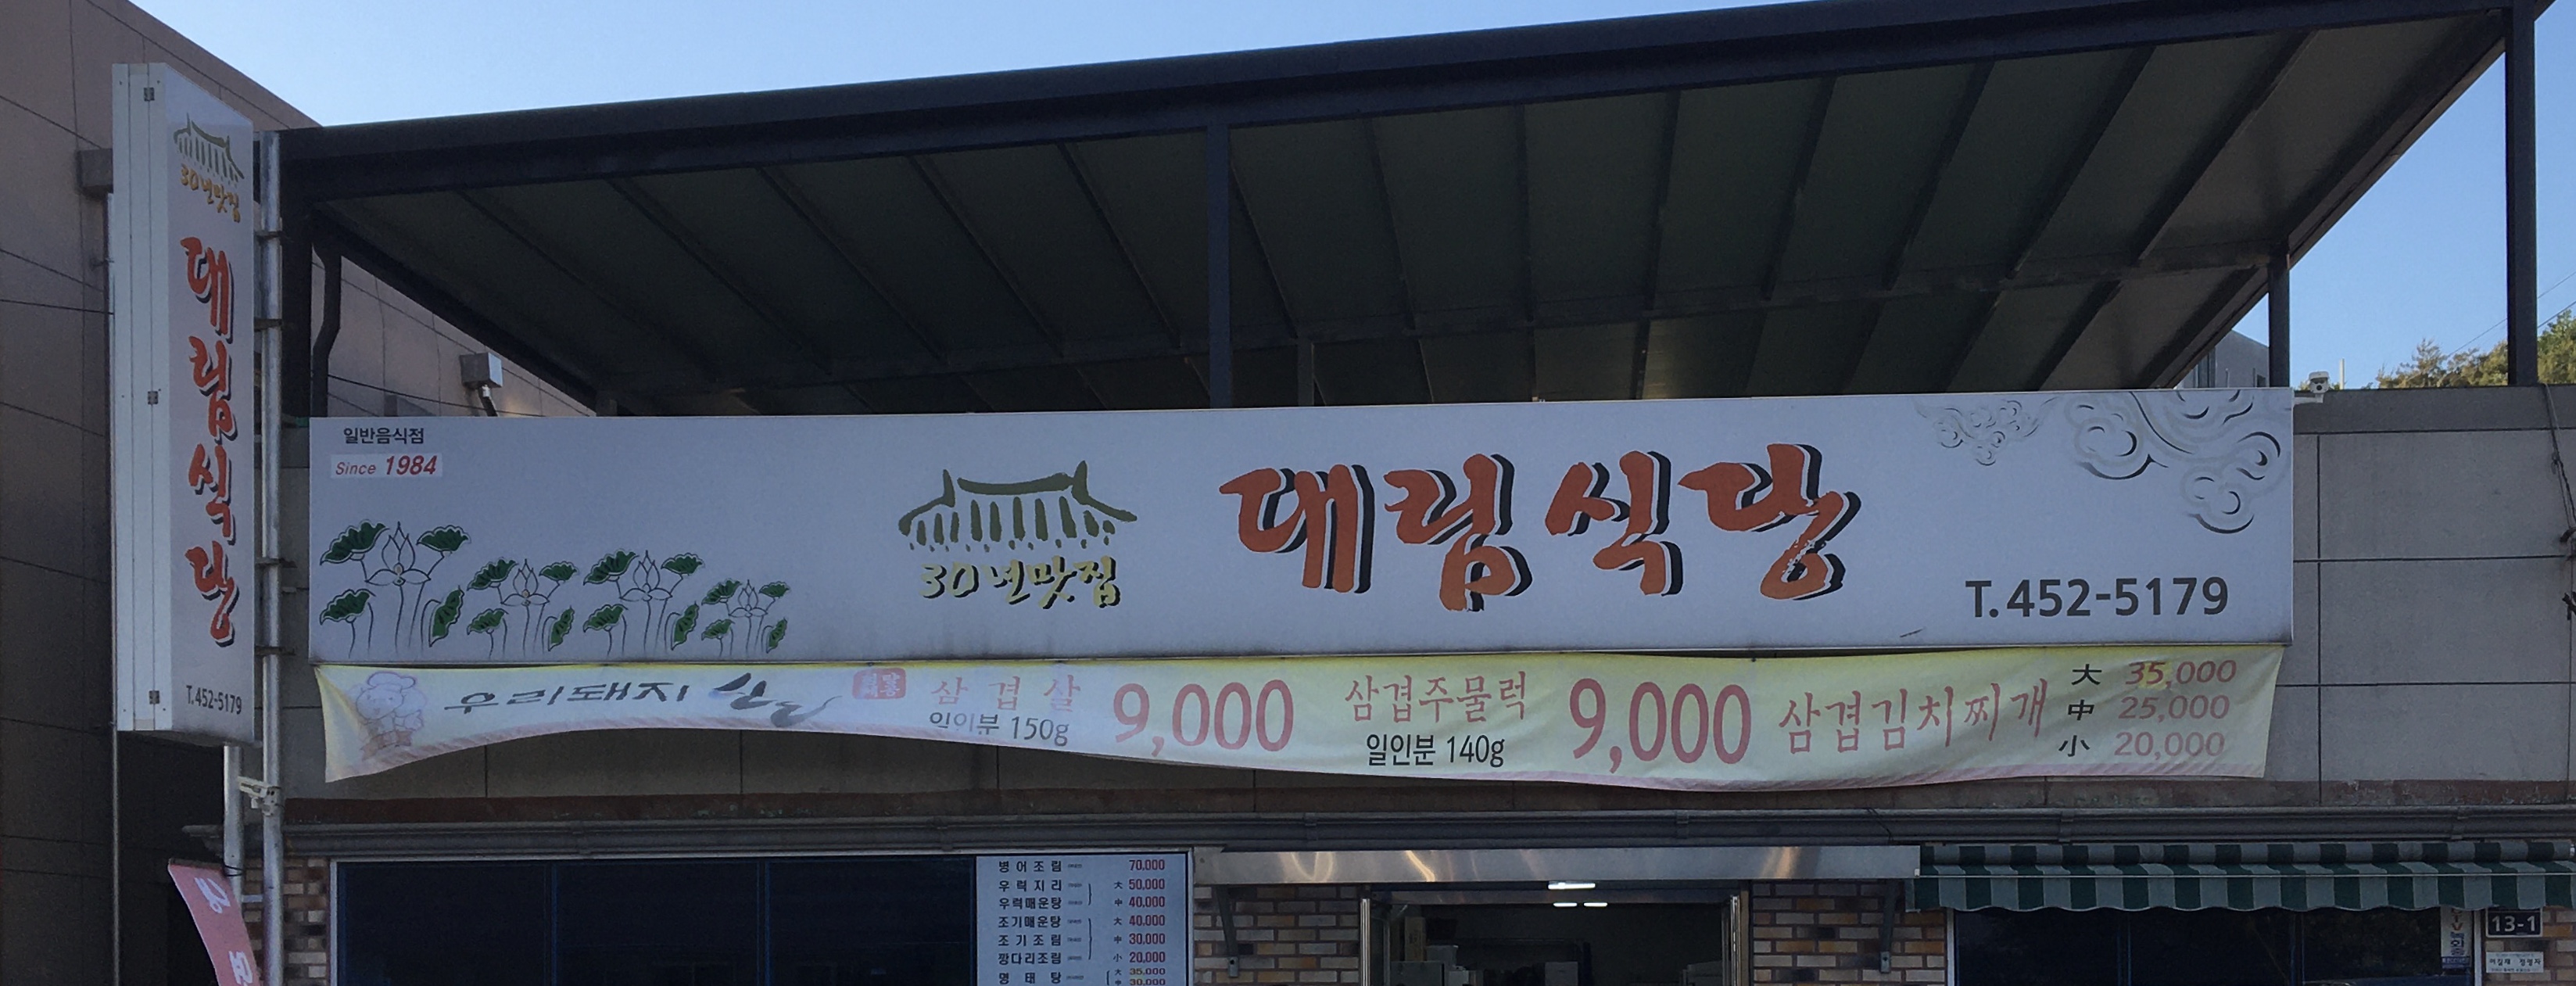 30년맛집
대림식당
T.452-5179
일반음식점
Since 1984
30년맛집
대림식당
T.452-5179
우리돼지 한돈
삼겹살 9,000
일인분 150g
삼겹주물럭 9,000
일인분 140g
삼겹김치찌개 大 35,000
中 25,000
小 20,000
병어조림 70,000
우럭지리 大 50,000
우럭매운탕 中 40,000
조기매운탕 大 40,000
조기조림 中 30,000
깡다리조림 小 20,000
명태탕 大 35,000
中 30,000
13-1